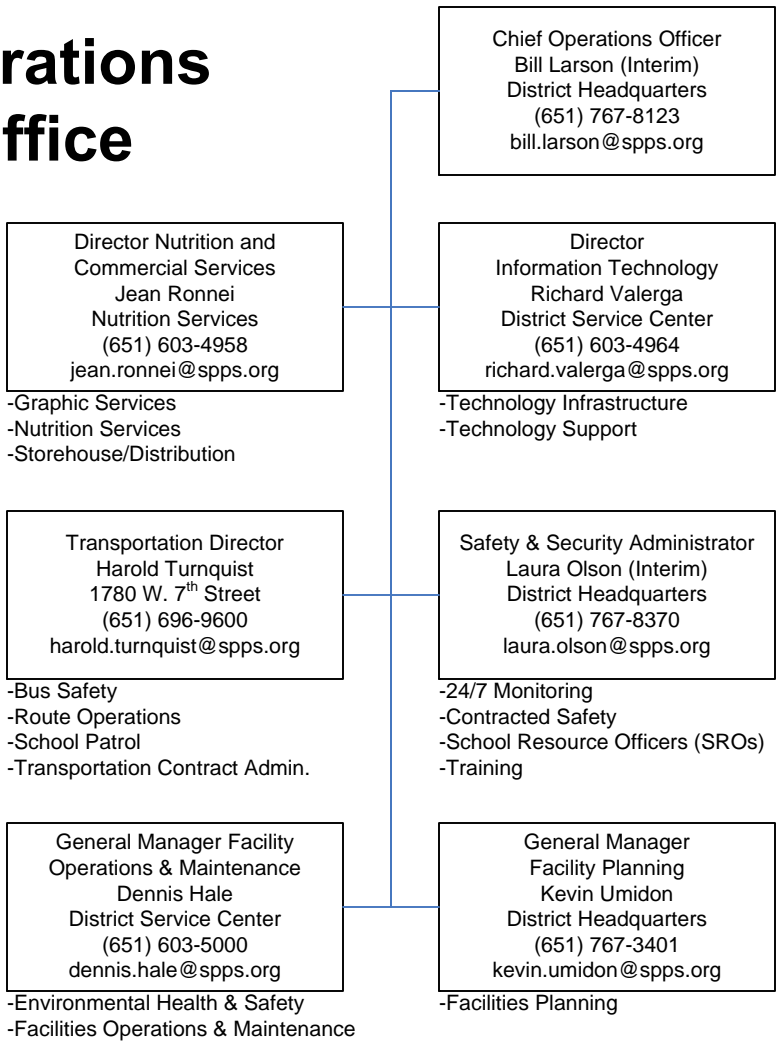 rations
ffice
Chief Operations Officer
Bill Larson (Interim)
District Headquarters
(651) 767-8123
bill.larson@spps.org
Director Nutrition and
Commercial Services
Jean Ronnei
Nutrition Services
(651) 603-4958
jean.ronnei@spps.org
-Graphic Services
-Nutrition Services
-Storehouse/Distribution
Director
Information Technology
Richard Valerga
District Service Center
(651) 603-4964
richard.valerga@spps.org
-Technology Infrastructure
-Technology Support
Transportation Director
Harold Turnquist
1780 W. 7th Street
(651) 696-9600
harold.turnquist@spps.org
-Bus Safety
-Route Operations
-School Patrol
-Transportation Contract Admin.
Safety & Security Administrator
Laura Olson (Interim)
District Headquarters
(651) 767-8370
laura.olson@spps.org
-24/7 Monitoring
-Contracted Safety
-School Resource Officers (SROs)
-Training
General Manager Facility
Operations & Maintenance
Dennis Hale
District Service Center
(651) 603-5000
dennis.hale@spps.org
-Environmental Health & Safety
-Facilities Operations & Maintenance
General Manager
Facility Planning
Kevin Umidon
District Headquarters
(651) 767-3401
kevin.umidon@spps.org
-Facilities Planning